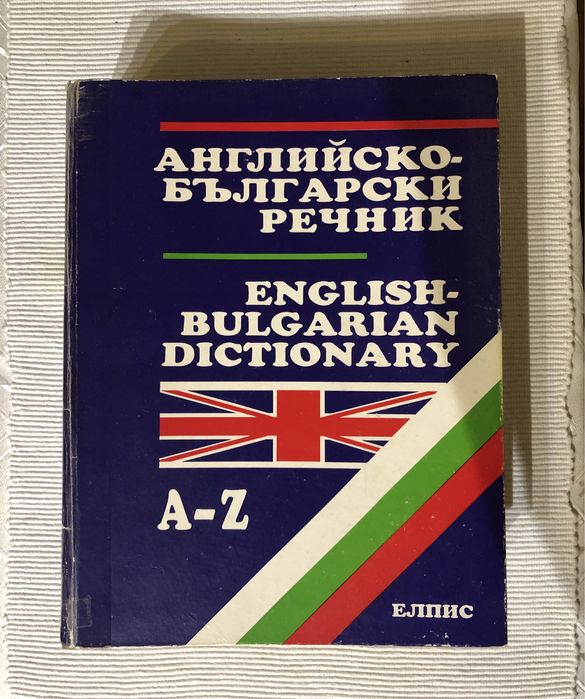 АНГЛИЙСКО-
БЪЛГАРСКИ
РЕЧНИК
ENGLISH-
BULGARIAN
DICTIONARY
A-Z
ЕЛПИС